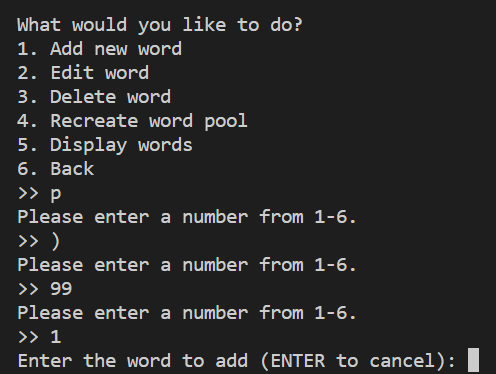 What would you like to do?
1. Add new word
2. Edit word
3. Delete word
4. Recreate word pool
5. Display words
6. Back
>> p
Please enter a number from 1-6.
>> )
Please enter a number from 1-6.
>> 99
Please enter a number from 1-6.
>> 1
Enter the word to add (ENTER to cancel):